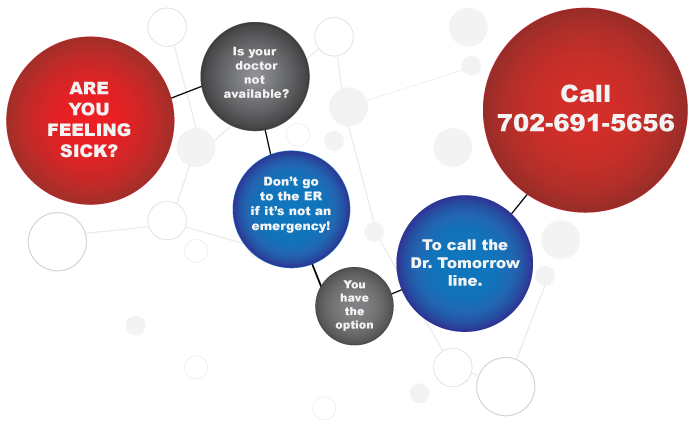 ARE
YOU
FEELING
SICK?
Is your
doctor
not
available?
Don't go
to the ER
if it's not an
emergency!
You
have
the
option
To call the
Dr. Tomorrow
line.
Call
702-691-5656